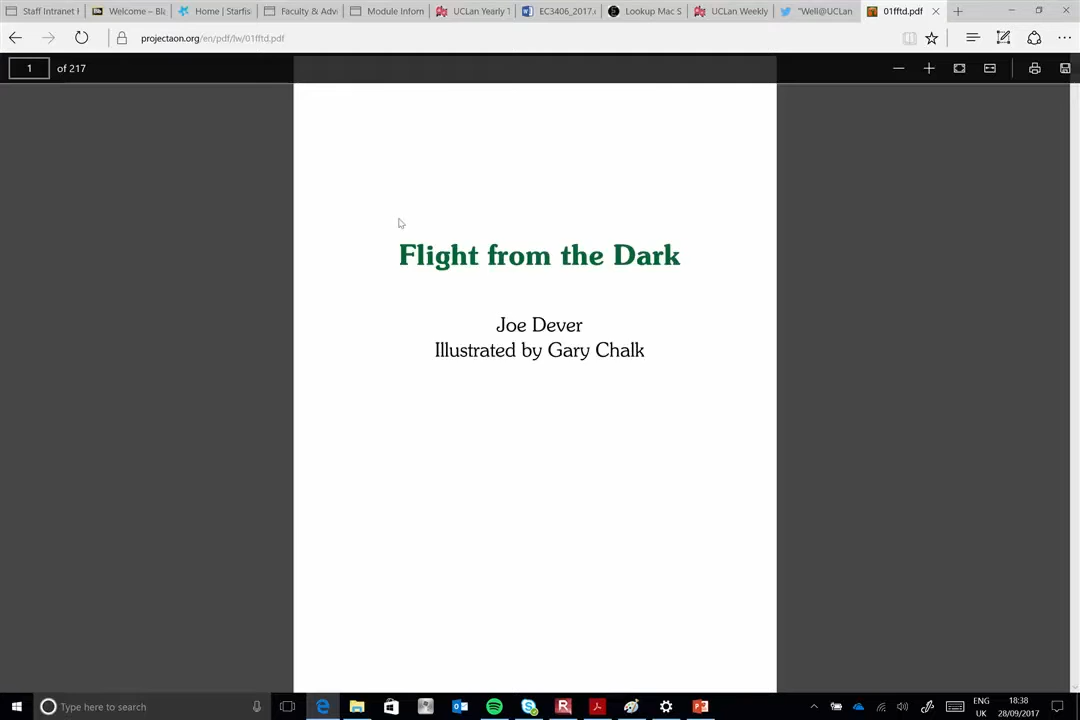 Staff Intranet H
Welcome – Bla
Home | Starfis
Faculty & Advi
Module Inform
UCLan Yearly T
EC3406_2017.c
Lookup Mac S
UCLan Weekly
"Well@UCLan
01fftd.pdf
projectaon.org/en/pdf/lw/01fftd.pdf
1 of 217
Flight from the Dark
Joe Dever
Illustrated by Gary Chalk
Type here to search
ENG
UK
18:38
28/09/2017